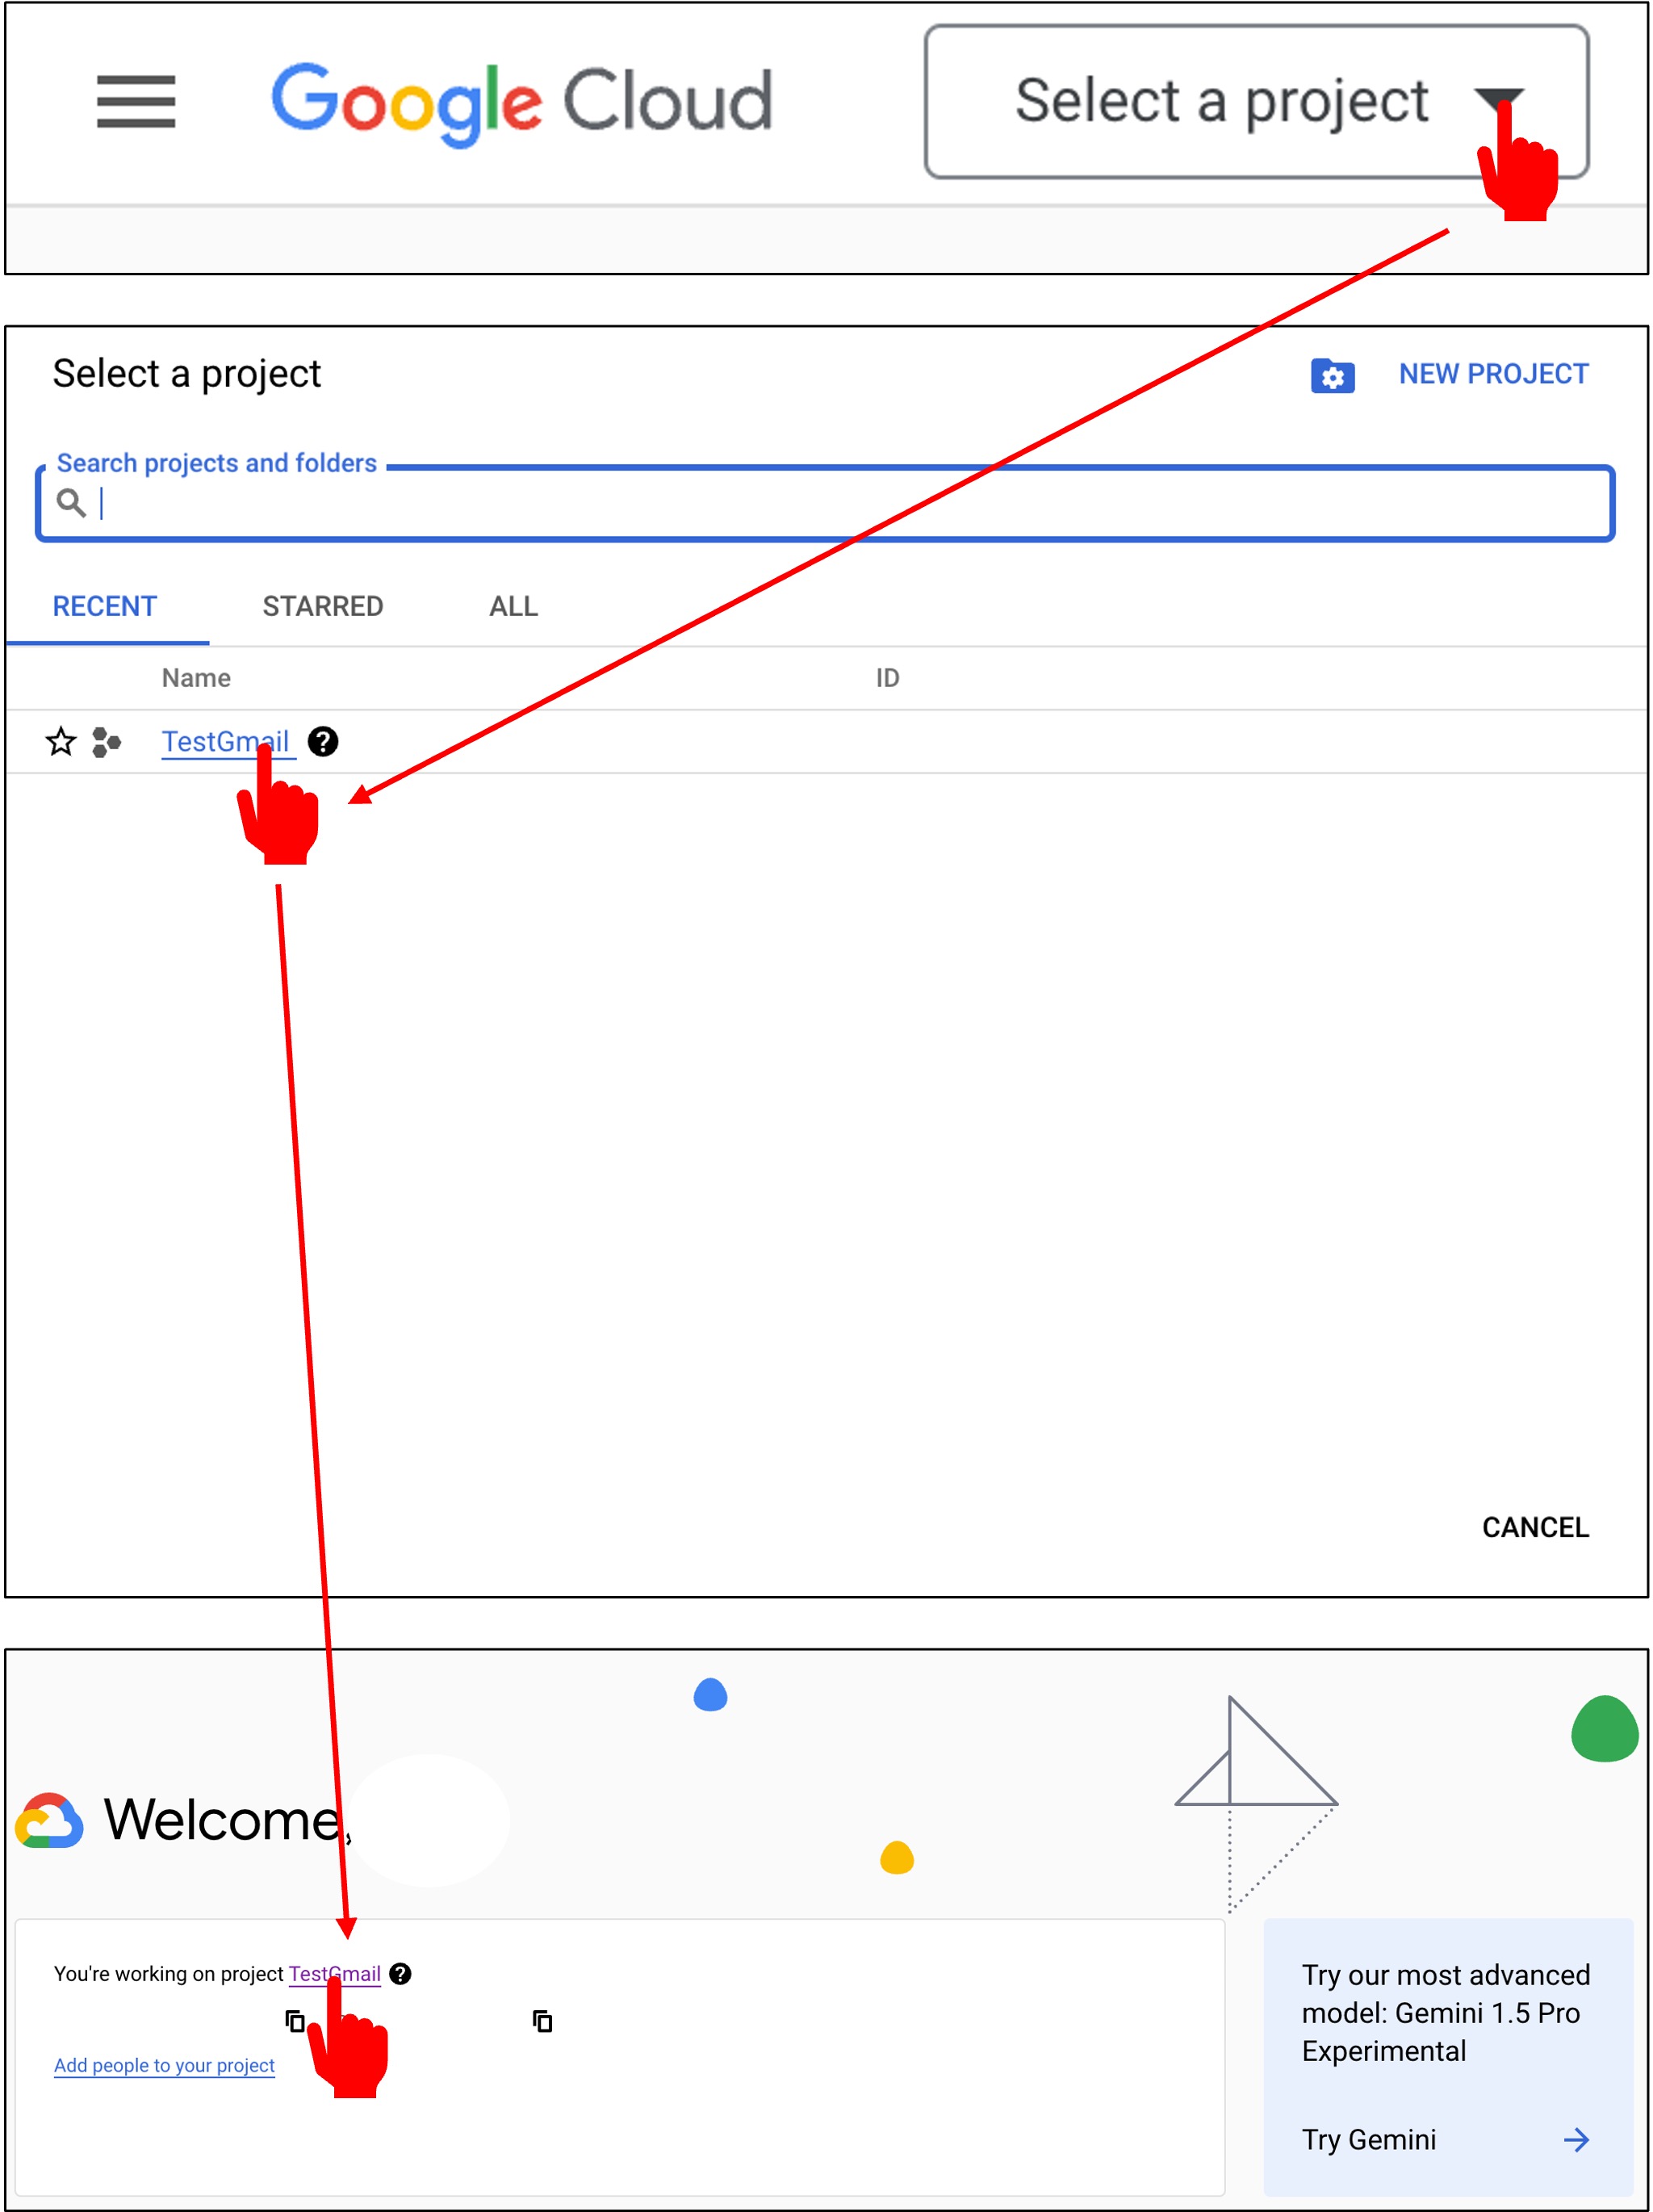 Google Cloud
Select a project
Select a project
NEW PROJECT
Search projects and folders
RECENT
STARRED
ALL
Name
ID
TestGmail
CANCEL
Welcome,
You're working on project TestGmail
Add people to your project
Try our most advanced
model: Gemini 1.5 Pro
Experimental
Try Gemini